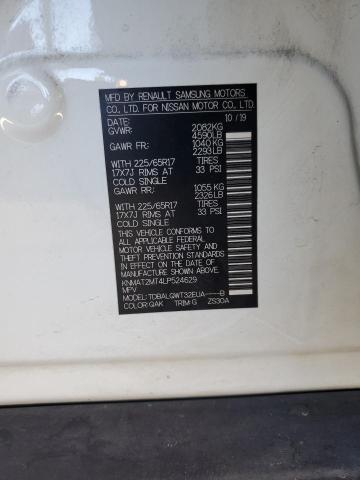 MFD BY RENAULT SAMSUNG MOTORS
CO., LTD. FOR NISSAN MOTOR CO., LTD.
DATE: 10/19
GVWR: 2082KG
4590LB
GAWR FR: 1040KG
2293LB
WITH 225/65R17 TIRES
17X7J RIMS AT 33 PSI
COLD SINGLE
GAWR RR: 1055 KG
2326LB
WITH 225/65R17 TIRES
17X7J RIMS AT 33 PSI
COLD SINGLE
THIS VEHICLE CONFORMS TO
ALL APPLICABLE FEDERAL
MOTOR VEHICLE SAFETY AND
THEFT PREVENTION STANDARDS
IN EFFECT ON THE DATE OF
MANUFACTURE SHOWN ABOVE.
KNMAT2MT4LP524629
MPV
MODEL: TDBALQWT32EUA---B
COLOR:QAK TRIM:G ZS30A